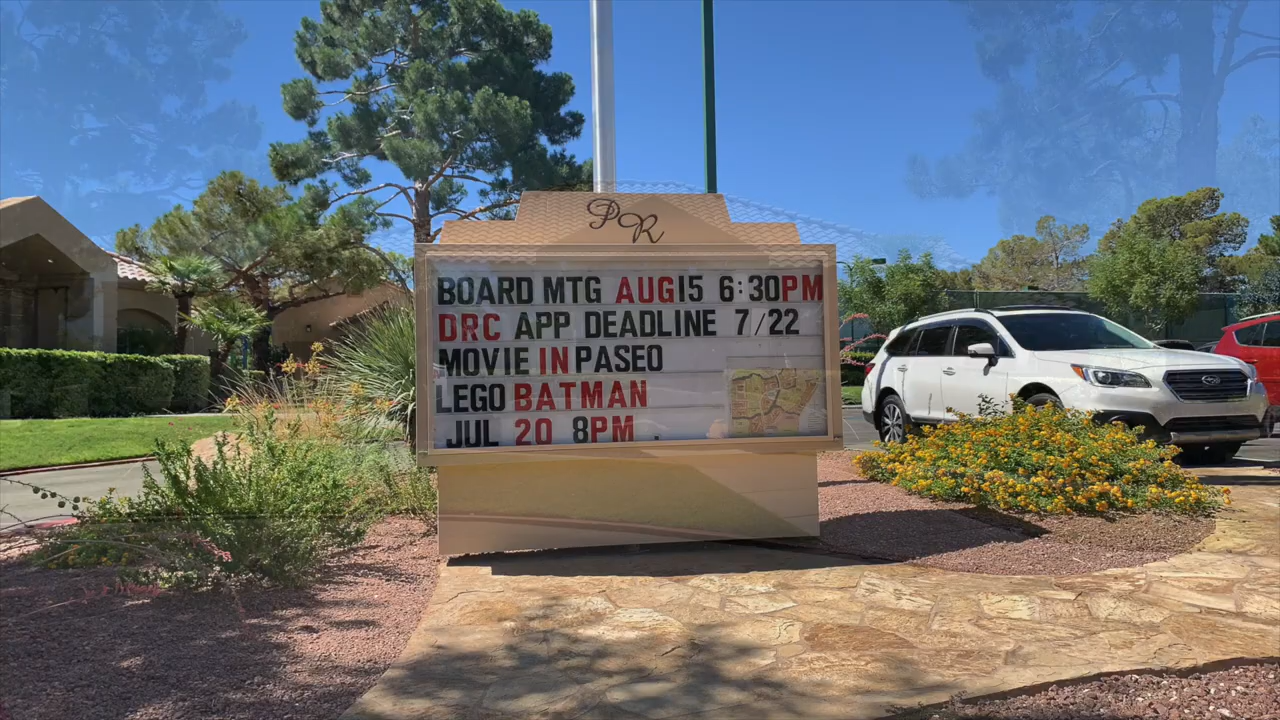 PR
BOARD MTG AUG15 6:30PM
DRC APP DEADLINE 7/22
MOVIE IN PASEO
LEGO BATMAN
JUL 20 8PM